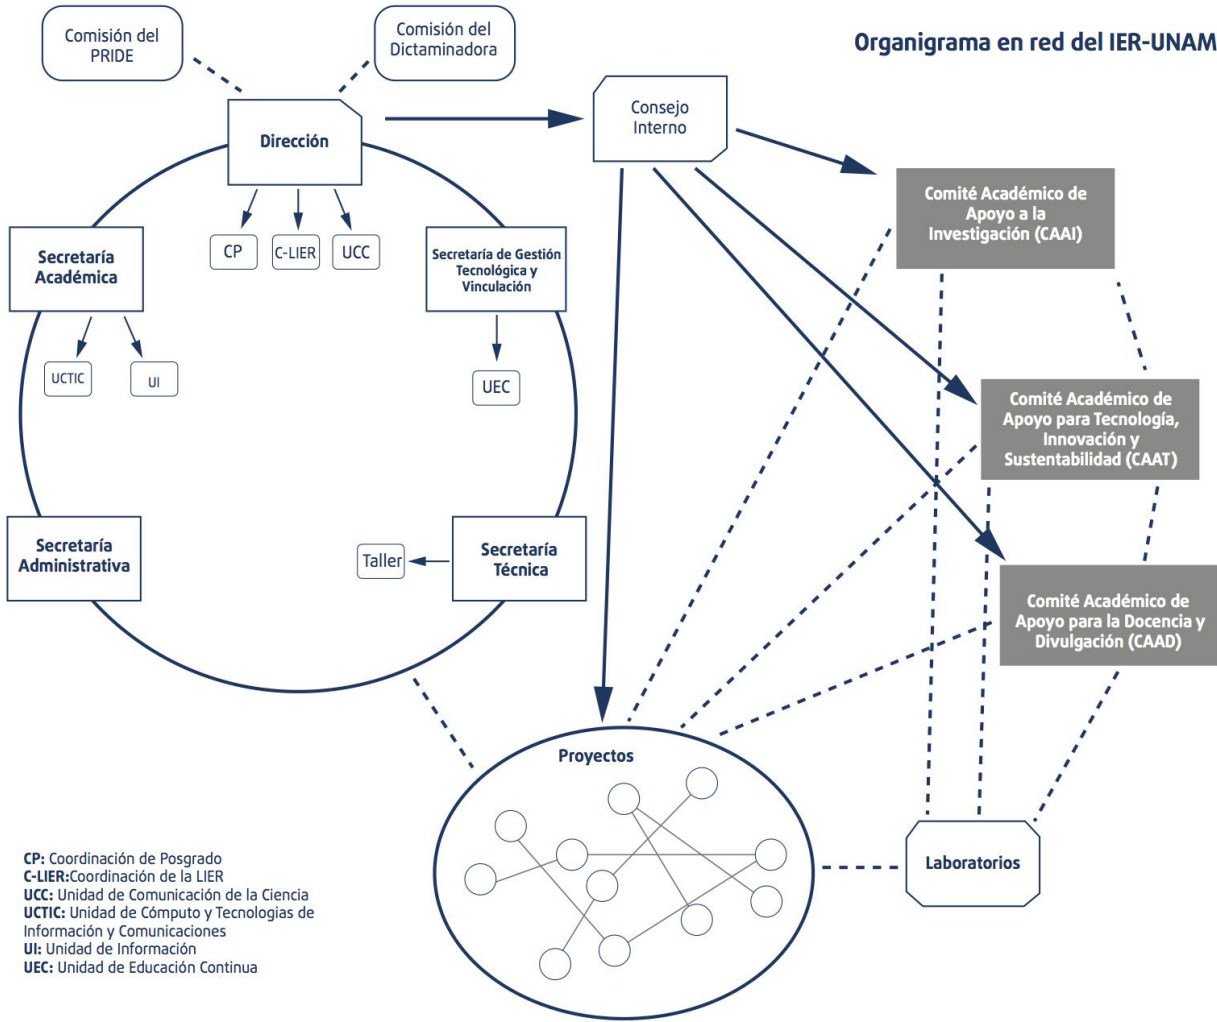 Organigrama en red del IER-UNAM
Comisión del
PRIDE
Comisión del
Dictaminadora
Dirección
Consejo
Interno
CP
C-LIER
UCC
Secretaría
Académica
Secretaría de Gestión
Tecnológica y
Vinculación
UCTIC
UI
UEC
Comité Académico de
Apoyo a la
Investigación (CAAI)
Comité Académico de
Apoyo para Tecnología,
Innovación y
Sustentabilidad (CAAT)
Secretaría
Administrativa
Taller
Secretaría
Técnica
Comité Académico de
Apoyo para la Docencia y
Divulgación (CAAD)
Proyectos
Laboratorios
CP: Coordinación de Posgrado
C-LIER:Coordinación de la LIER
UCC: Unidad de Comunicación de la Ciencia
UCTIC: Unidad de Cómputo y Tecnologias de
Información y Comunicaciones
UI: Unidad de Información
UEC: Unidad de Educación Continua